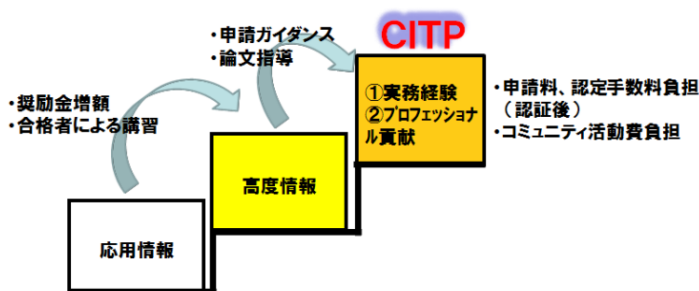 CITP
・申請ガイダンス
・論文指導
①実務経験
②プロフェッショナ
ル貢献
・申請料、認定手数料負担
（認証後）
・コミュニティ活動費負担
・奨励金増額
・合格者による講習
高度情報
応用情報